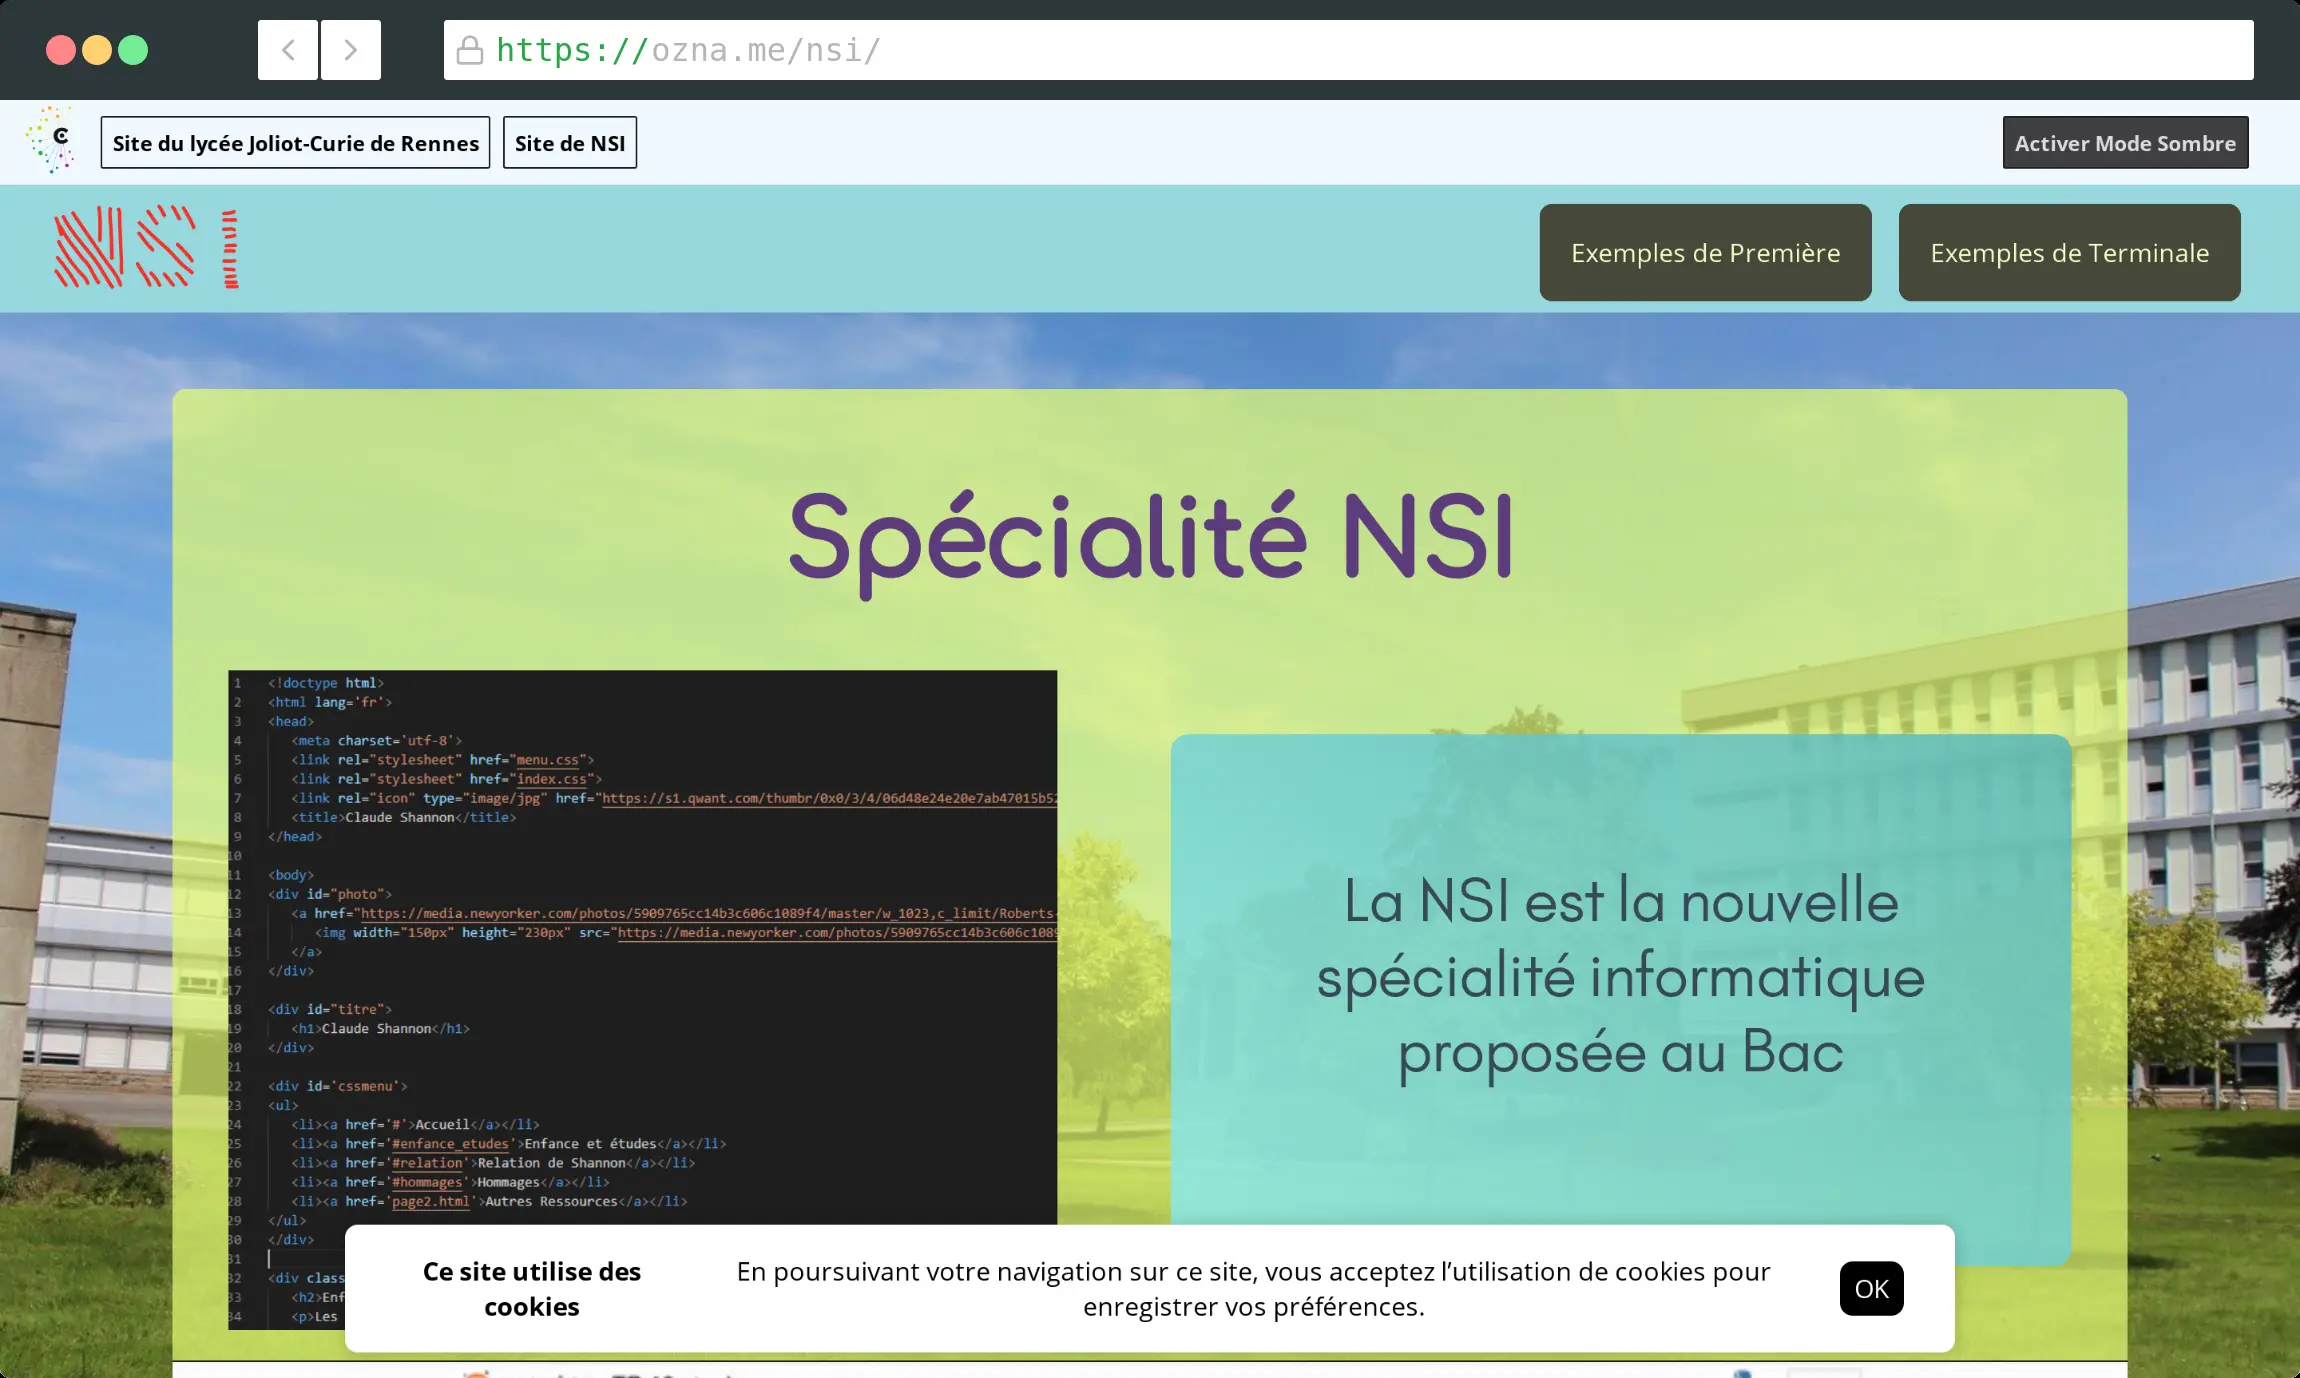 https://ozna.me/nsi/
Site du lycée Joliot-Curie de Rennes
Site de NSI
Activer Mode Sombre
NSI
Exemples de Première
Exemples de Terminale
Spécialité NSI
1 <!doctype html>
2 <html lang='fr'>
3 <head>
4 <meta charset='utf-8'>
5 <link rel="stylesheet" href="menu.css">
6 <link rel="stylesheet" href="index.css">
7 <link rel="icon" type="image/jpg" href="https://s1.qwant.com/thumbr/0x0/3/4/06d48e24e20e7ab47015b52
8 <title>Claude Shannon</title>
9 </head>
10
11 <body>
12 <div id="photo">
13 <a href="https://media.newyorker.com/photos/5909765cc14b3c606c1089f4/master/w_1023,c_limit/Roberts-
14 <img width="150px" height="230px" src="https://media.newyorker.com/photos/5909765cc14b3c606c1089
15 </a>
16 </div>
17
18 <div id="titre">
19 <h1>Claude Shannon</h1>
20 </div>
21
22 <div id='cssmenu'>
23 <ul>
24 <li><a href='#'>Accueil</a></li>
25 <li><a href='#enfance_etudes'>Enfance et études</a></li>
26 <li><a href='#relation'>Relation de Shannon</a></li>
27 <li><a href='#hommages'>Hommages</a></li>
28 <li><a href='page2.html'>Autres Ressources</a></li>
29 </ul>
30 </div>
31
32 <div class
33 <h2>Enf
34 <p>Les
La NSI est la nouvelle
spécialité informatique
proposée au Bac
Ce site utilise des
cookies
En poursuivant votre navigation sur ce site, vous acceptez l’utilisation de cookies pour
enregistrer vos préférences.
OK